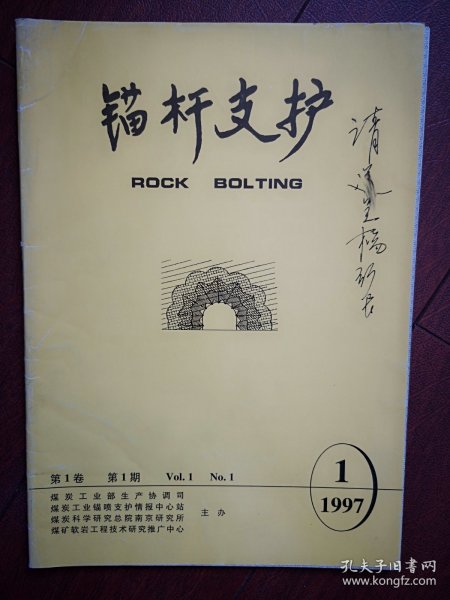 锚杆支护
ROCK BOLTING
请
第1卷 第1期 Vol.1 No.1
煤炭工业部生产协调司
煤炭工业锚喷支护情报中心站
煤炭科学研究总院南京研究所
煤矿软岩工程技术研究推广中心
主办
1
1997
孔夫子旧书网
www.kongfz.com